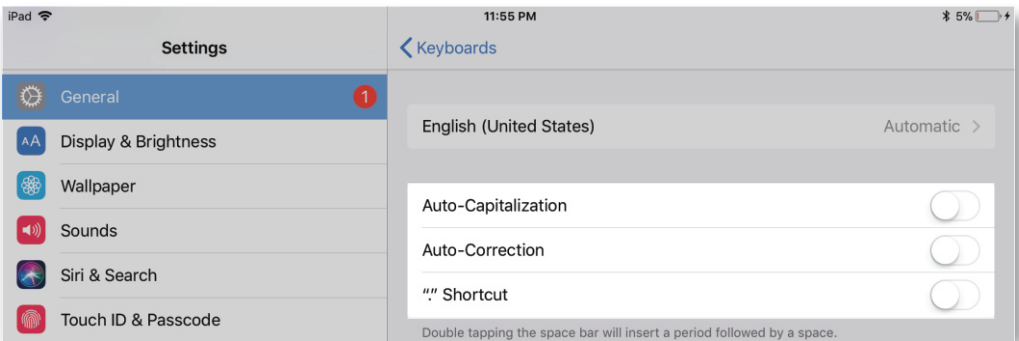 iPad 11:55 PM 5%
Settings
Keyboards
General 1
AA Display & Brightness
Wallpaper
Sounds
Siri & Search
Touch ID & Passcode
English (United States) Automatic
Auto-Capitalization
Auto-Correction
“.” Shortcut
Double tapping the space bar will insert a period followed by a space.